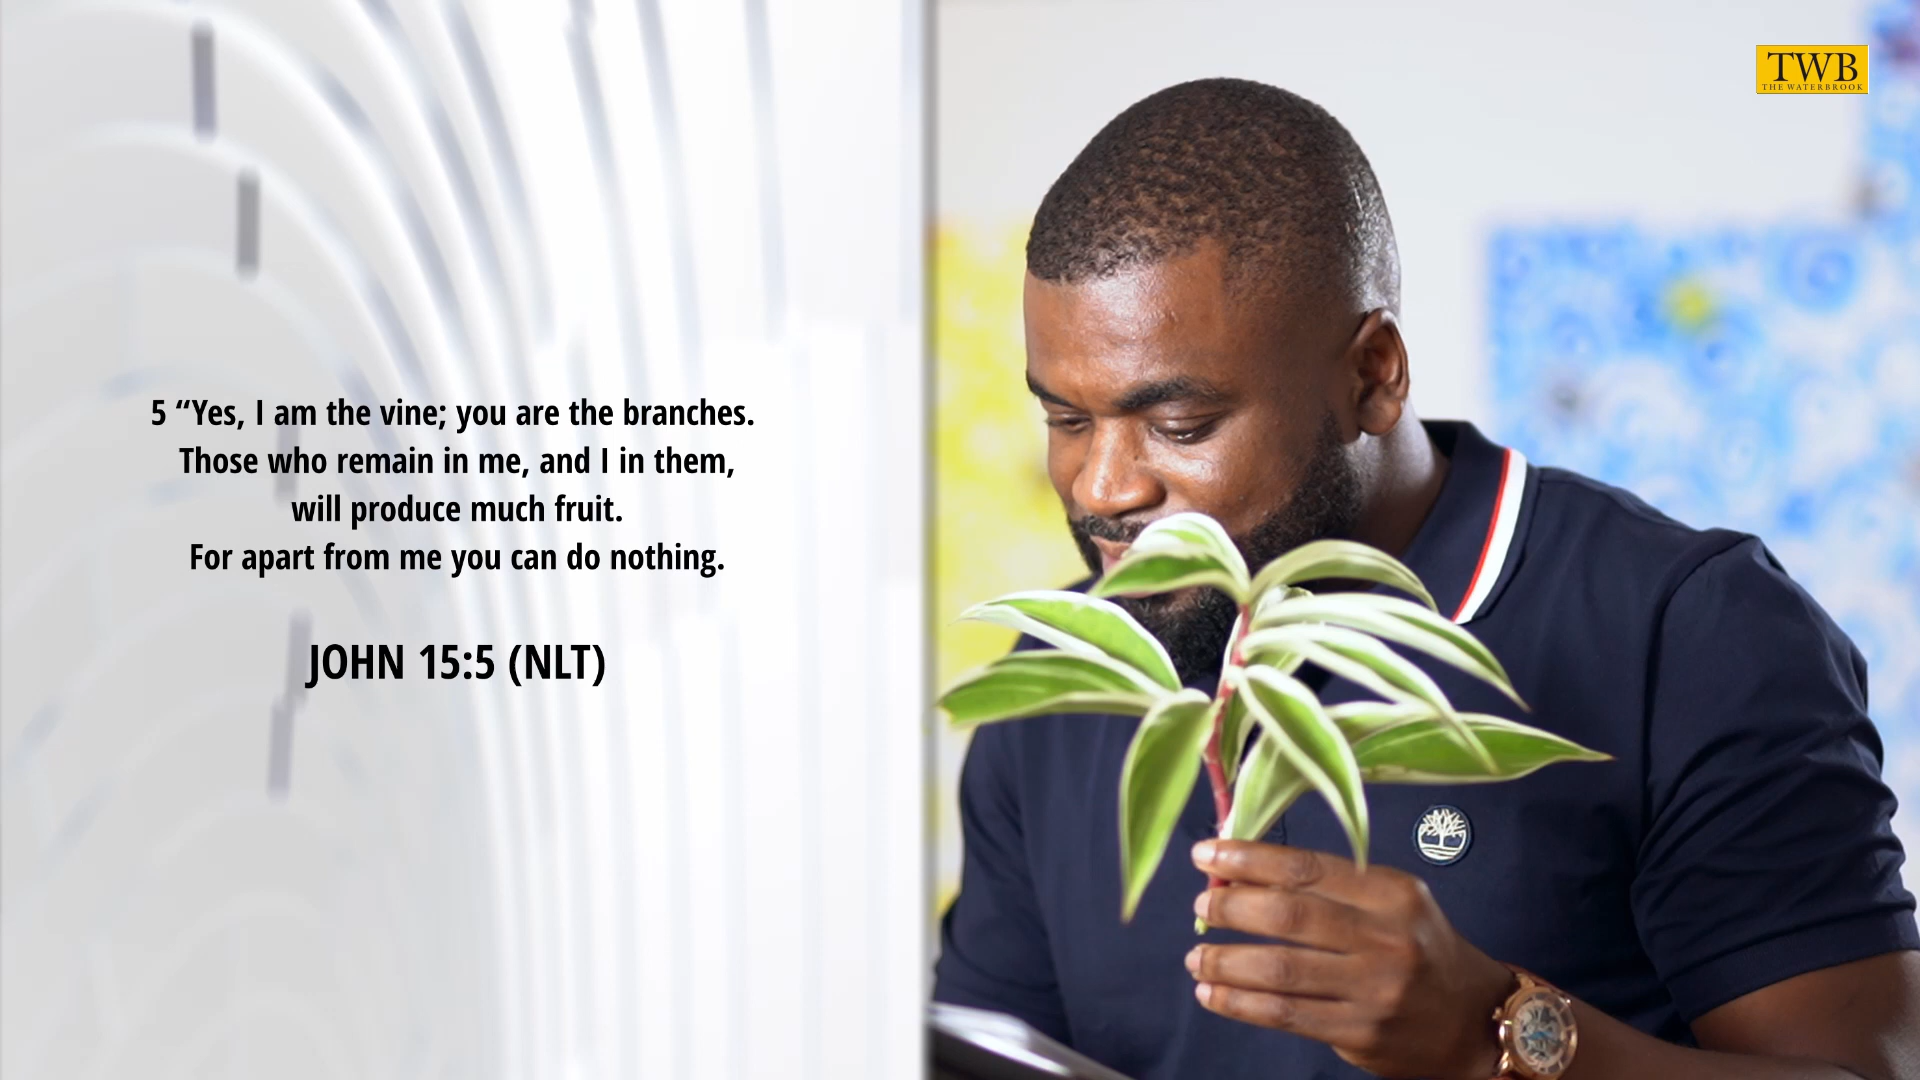 TWB
THE WATERBROOK
5 “Yes, I am the vine; you are the branches.
Those who remain in me, and I in them,
will produce much fruit.
For apart from me you can do nothing.
JOHN 15:5 (NLT)